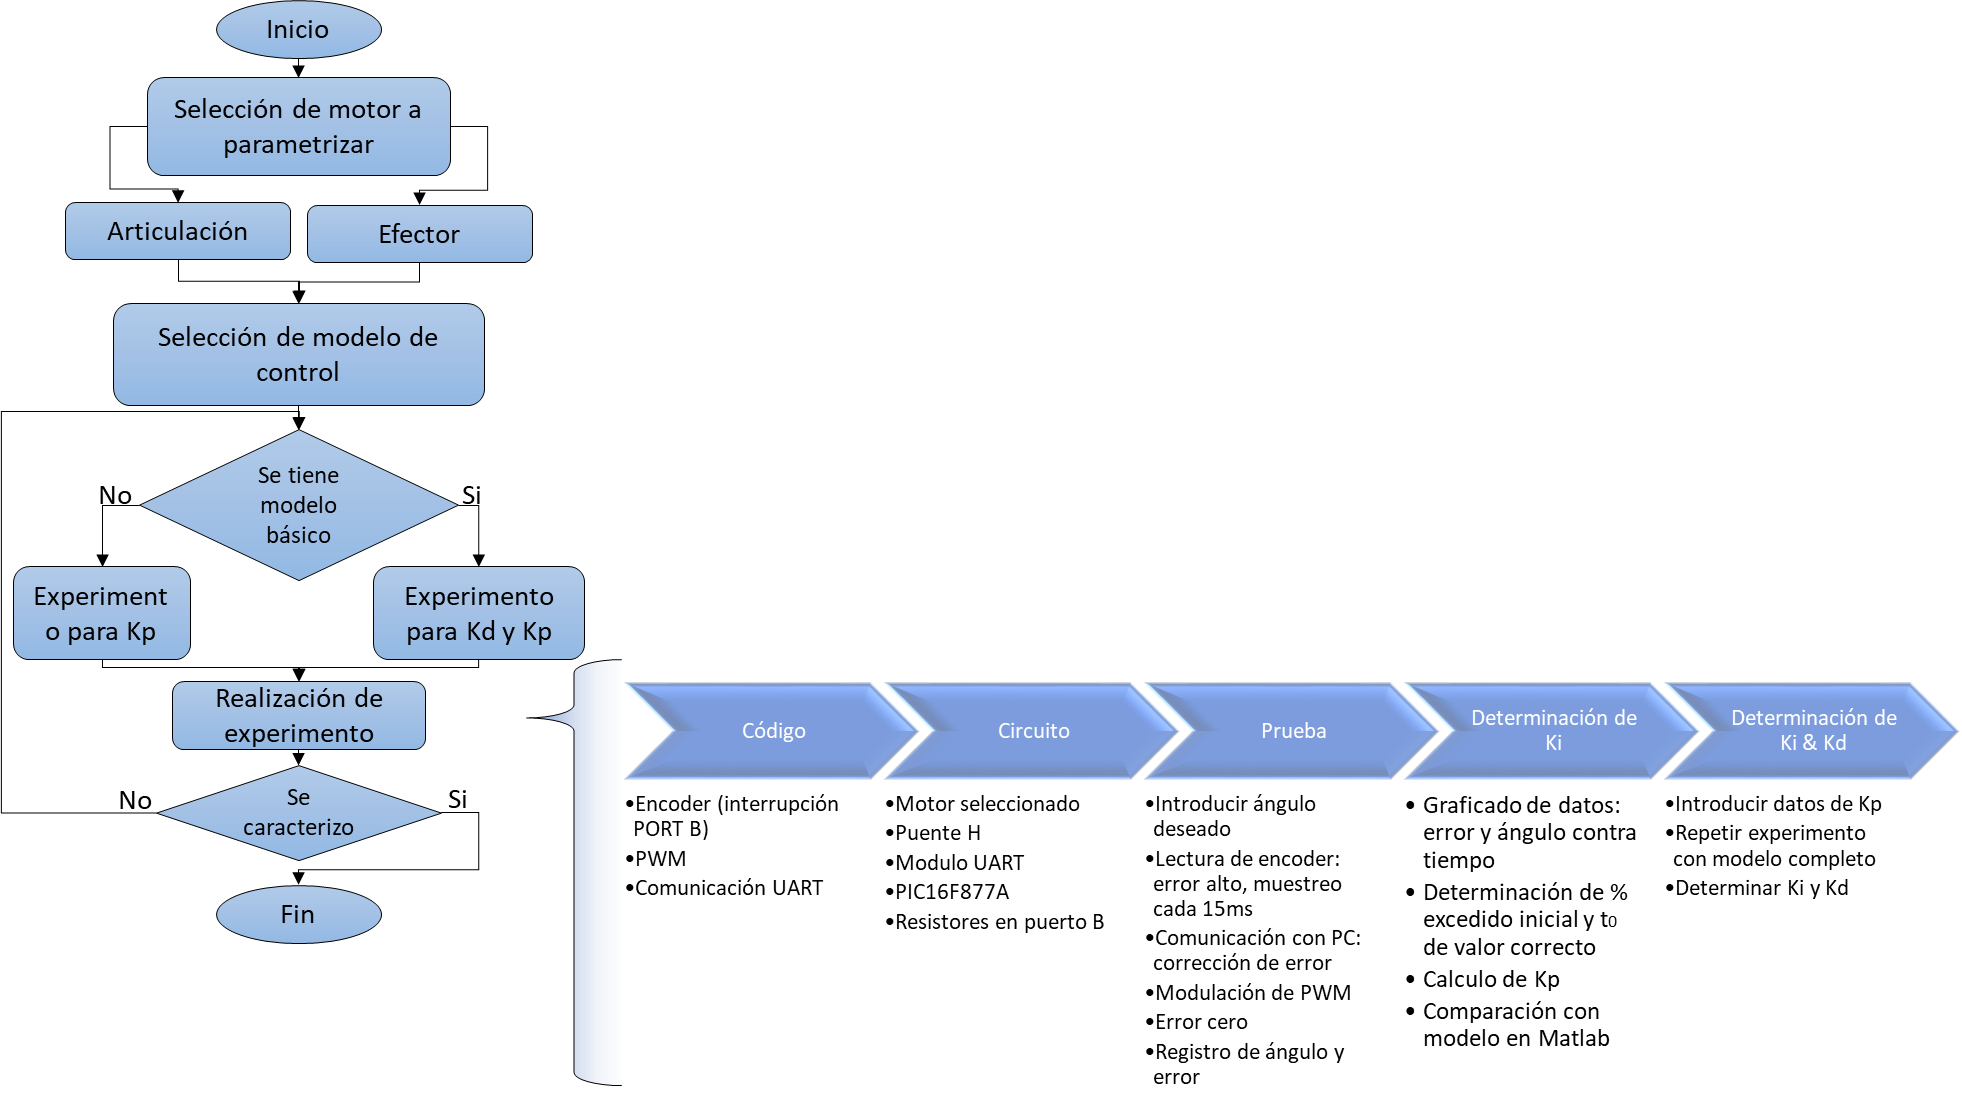 Inicio
Selección de motor a
parametrizar
Articulación
Efector
Selección de modelo de
control
Se tiene
modelo
básico
No
Si
Experiment
o para Kp
Experimento
para Kd y Kp
Realización de
experimento
Se
caracterizo
No
Si
Fin
Código
•Encoder (interrupción
PORT B)
•PWM
•Comunicación UART
Circuito
•Motor seleccionado
•Puente H
•Modulo UART
•PIC16F877A
•Resistores en puerto B
Prueba
•Introducir ángulo
deseado
•Lectura de encoder:
error alto, muestreo
cada 15ms
•Comunicación con PC:
corrección de error
•Modulación de PWM
•Error cero
•Registro de ángulo y
error
Determinación de
Ki
• Graficado de datos:
error y ángulo contra
tiempo
• Determinación de %
excedido inicial y t₀
de valor correcto
• Calculo de Kp
• Comparación con
modelo en Matlab
Determinación de
Ki & Kd
•Introducir datos de Kp
•Repetir experimento
con modelo completo
•Determinar Ki y Kd